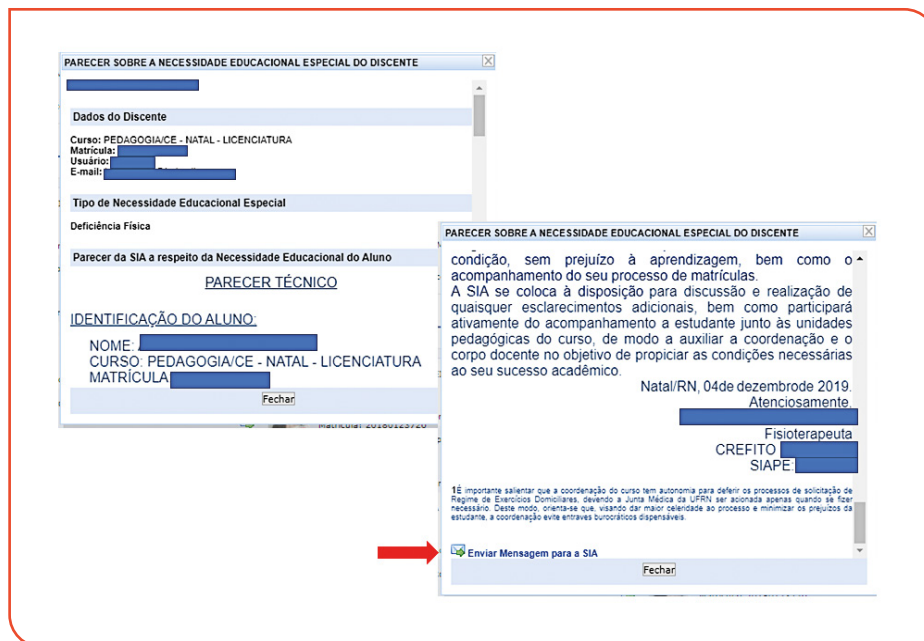 PARECER SOBRE A NECESSIDADE EDUCACIONAL ESPECIAL DO DISCENTE
Dados do Discente
Curso: PEDAGOGIA/CE - NATAL - LICENCIATURA
Matrícula:
Usuário:
E-mail:
Tipo de Necessidade Educacional Especial
Deficiência Física
Parecer da SIA a respeito da Necessidade Educacional do Aluno
PARECER TÉCNICO
IDENTIFICAÇÃO DO ALUNO:
NOME:
CURSO: PEDAGOGIA/CE - NATAL - LICENCIATURA
MATRÍCULA
Fechar
PARECER SOBRE A NECESSIDADE EDUCACIONAL ESPECIAL DO DISCENTE
condição, sem prejuízo à aprendizagem, bem como o
acompanhamento do seu processo de matrículas.
A SIA se coloca à disposição para discussão e realização de
quaisquer esclarecimentos adicionais, bem como participará
ativamente do acompanhamento a estudante junto às unidades
pedagógicas do curso, de modo a auxiliar a coordenação e o
corpo docente no objetivo de propiciar as condições necessárias
ao seu sucesso acadêmico.
Natal/RN, 04de dezembrode 2019.
Atenciosamente,
Fisioterapeuta
CREFITO
SIAPE:
1É importante salientar que a coordenação do curso tem autonomia para deferir os processos de solicitação de
Regime de Exercícios Domiciliares, devendo a Junta Médica da UFRN ser acionada apenas quando se fizer
necessário. Deste modo, orienta-se que, visando dar maior celeridade ao processo e minimizar os prejuízos da
estudante, a coordenação evite entraves burocráticos dispensáveis.
Enviar Mensagem para a SIA
Fechar